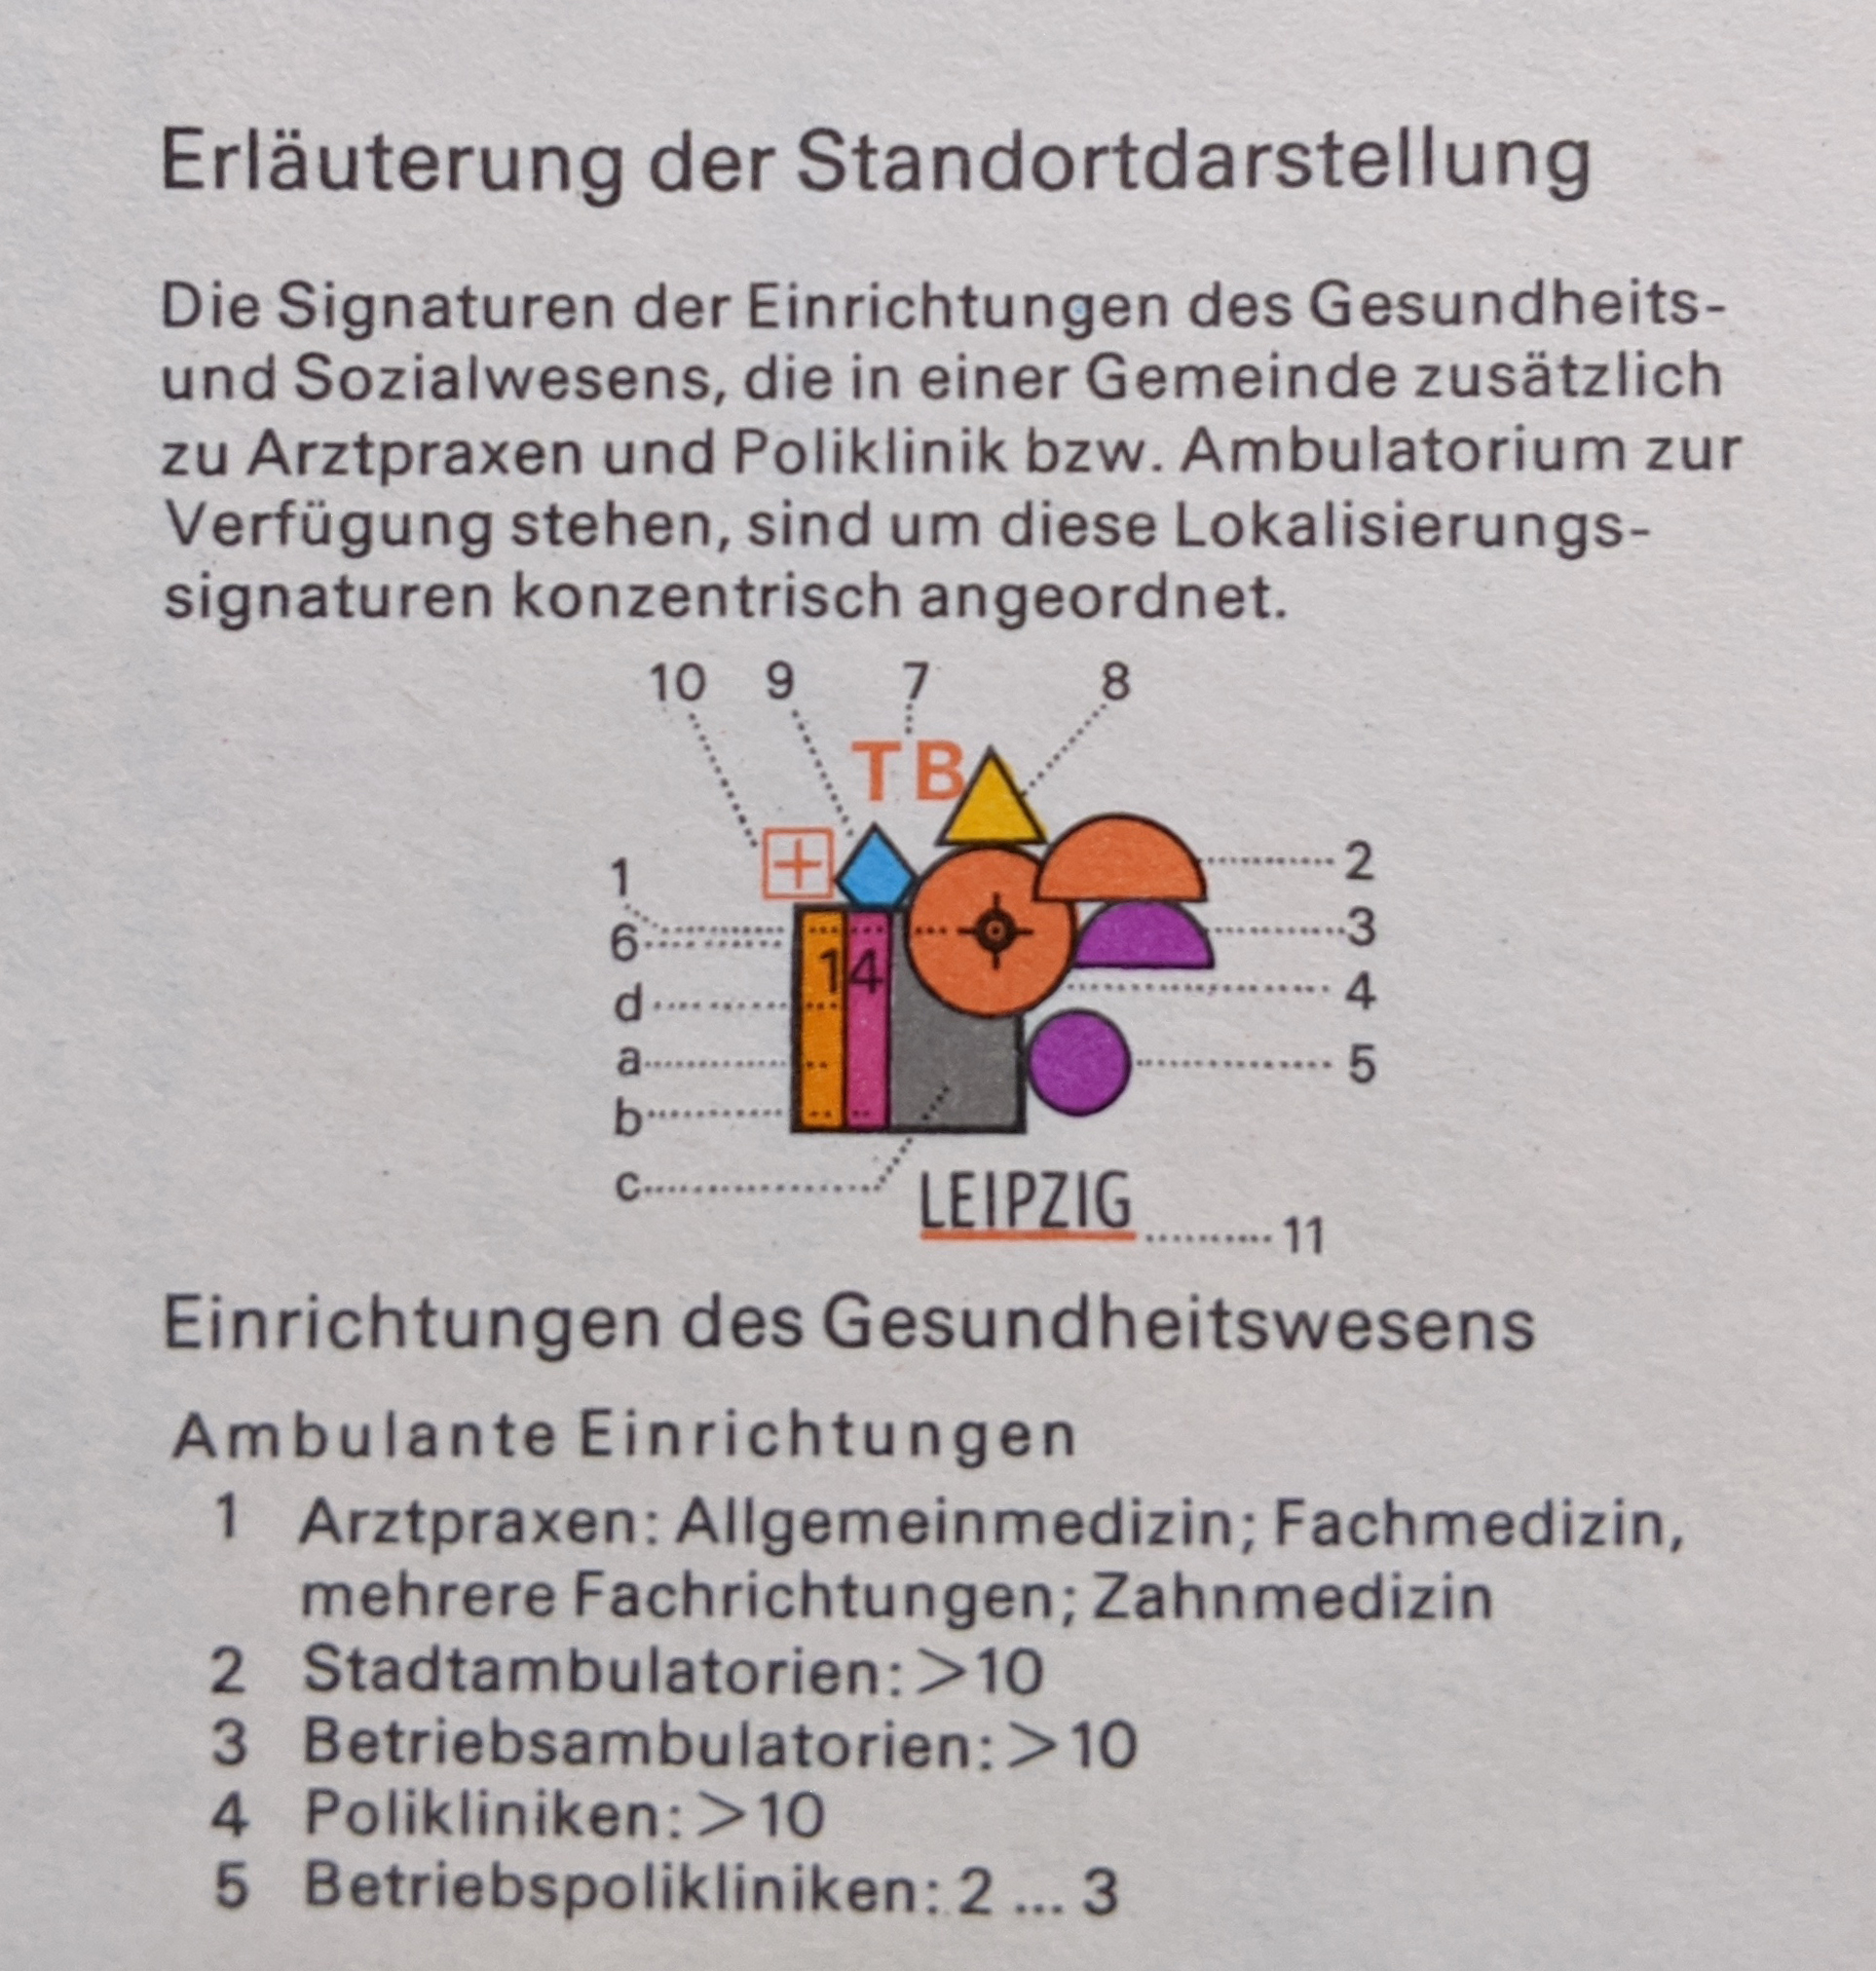 Erläuterung der Standortdarstellung
Die Signaturen der Einrichtungen des Gesundheits-
und Sozialwesens, die in einer Gemeinde zusätzlich
zu Arztpraxen und Poliklinik bzw. Ambulatorium zur
Verfügung stehen, sind um diese Lokalisierungs-
signaturen konzentrisch angeordnet.
10 9 7 8
TB
1 2
6 3
14
d 4
a 5
b
c
LEIPZIG
11
Einrichtungen des Gesundheitswesens
Ambulante Einrichtungen
1 Arztpraxen: Allgemeinmedizin; Fachmedizin,
mehrere Fachrichtungen; Zahnmedizin
2 Stadtambulatorien: >10
3 Betriebsambulatorien: >10
4 Polikliniken: >10
5 Betriebspolikliniken: 2 ... 3